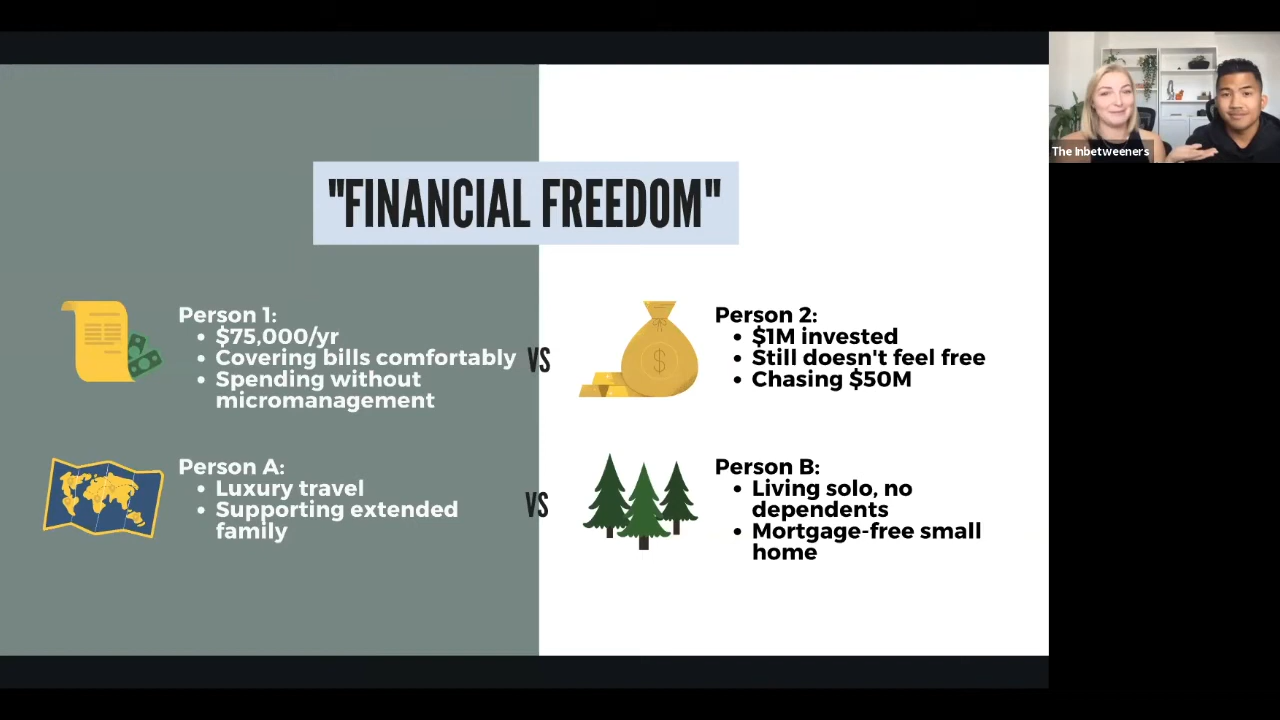 The Inbetweeners
"FINANCIAL FREEDOM"
Person 1:
• $75,000/yr
• Covering bills comfortably
• Spending without
micromanagement
VS
Person 2:
• $1M invested
• Still doesn't feel free
• Chasing $50M
Person A:
• Luxury travel
• Supporting extended
family
VS
Person B:
• Living solo, no
dependents
• Mortgage-free small
home